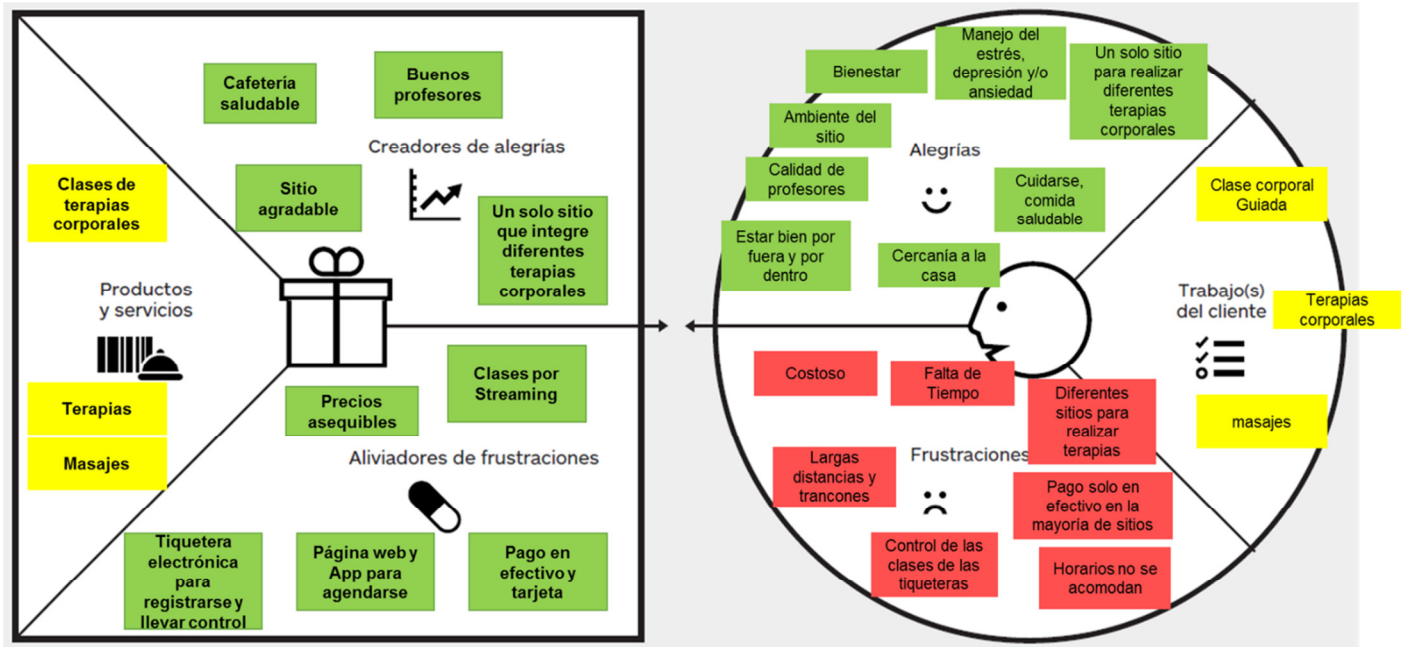 Cafetería
saludable
Buenos
profesores
Creadores de alegrías
Clases de
terapias
corporales
Sitio
agradable
Un solo sitio
que integre
diferentes
terapias
corporales
Productos
y servicios
Terapias
Masajes
Clases por
Streaming
Precios
asequibles
Aliviadores de frustraciones
Tiquetera
electrónica
para
registrarse y
llevar control
Página web y
App para
agendarse
Pago en
efectivo y
tarjeta
Bienestar
Manejo del
estrés,
depresión y/o
ansiedad
Un solo sitio
para realizar
diferentes
terapias
corporales
Ambiente del
sitio
Alegrías
Calidad de
profesores
Cuidarse,
comida
saludable
Estar bien por
fuera y por
dentro
Cercanía a la
casa
Clase corporal
Guiada
Trabajo(s)
del cliente
Terapias
corporales
masajes
Costoso
Falta de
Tiempo
Diferentes
sitios para
realizar
terapias
Largas
distancias y
trancones
Frustraciones
Pago solo en
efectivo en la
mayoría de sitios
Control de las
clases de las
tiqueteras
Horarios no se
acomodan